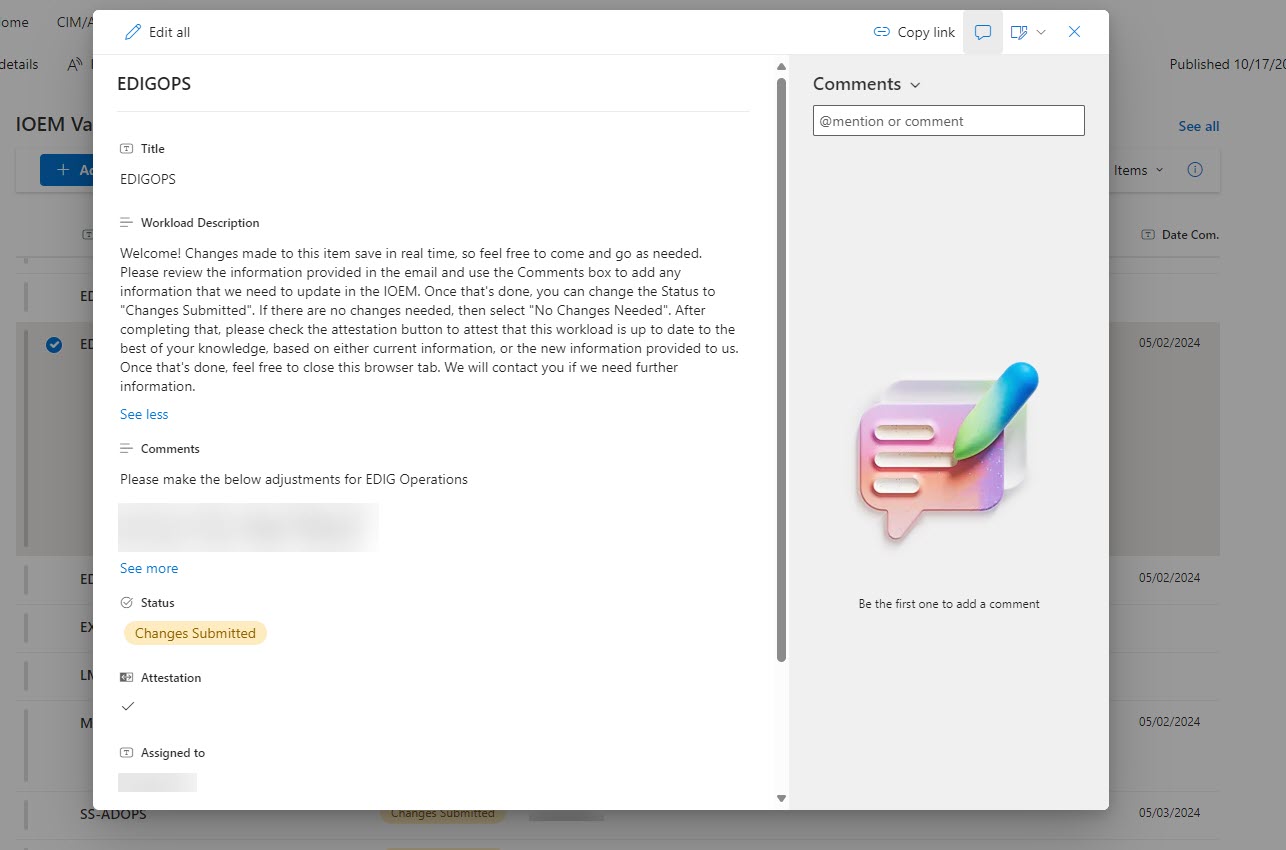 ome
CIM/A
Edit all
Copy link
details
Published 10/17/20
EDIGOPS
Comments
IOEM Va
@mention or comment
See all
Ad
Items
Title
EDIGOPS
Workload Description
Date Com.
Welcome! Changes made to this item save in real time, so feel free to come and go as needed.
Please review the information provided in the email and use the Comments box to add any
information that we need to update in the IOEM. Once that's done, you can change the Status to
"Changes Submitted". If there are no changes needed, then select "No Changes Needed". After
completing that, please check the attestation button to attest that this workload is up to date to the
best of your knowledge, based on either current information, or the new information provided to us.
Once that's done, feel free to close this browser tab. We will contact you if we need further
information.
See less
ED
ED
05/02/2024
Comments
Please make the below adjustments for EDIG Operations
See more
ED
05/02/2024
Status
Be the first one to add a comment
Changes Submitted
EX
LM
Attestation
M
05/02/2024
Assigned to
SS-ADOPS
Changes Submitted
05/03/2024